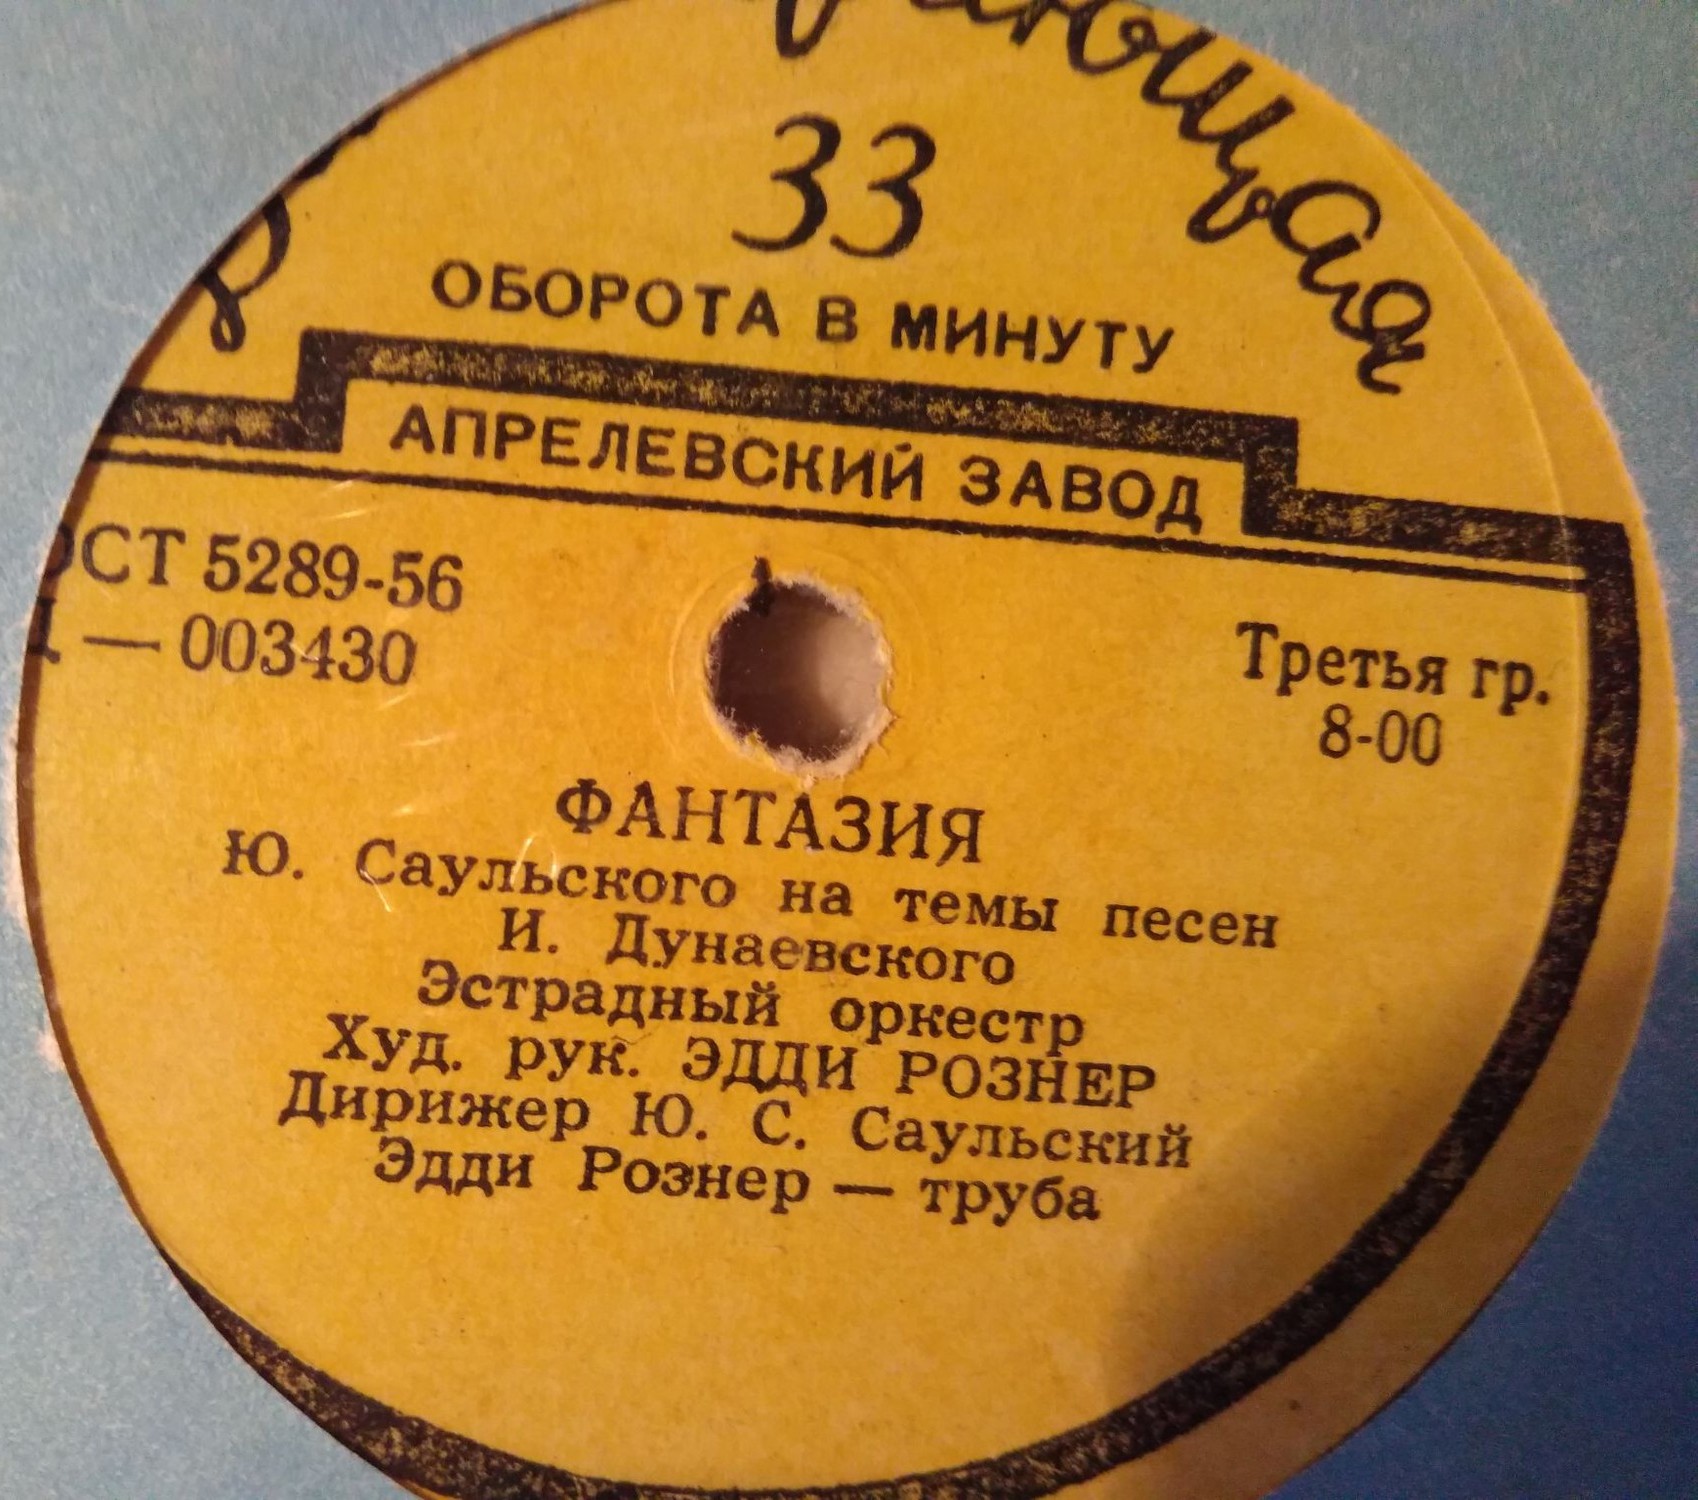 33
ОБОРОТА В МИНУТУ
АПРЕЛЕВСКИЙ ЗАВОД
ОСТ 5289-56
— 003430
Третья гр.
8-00
ФАНТАЗИЯ
Ю. Саульского на темы песен
И. Дунаевского
Эстрадный оркестр
Худ. рук. ЭДДИ РОЗНЕР
Дирижер Ю. С. Саульский
Эдди Рознер — труба